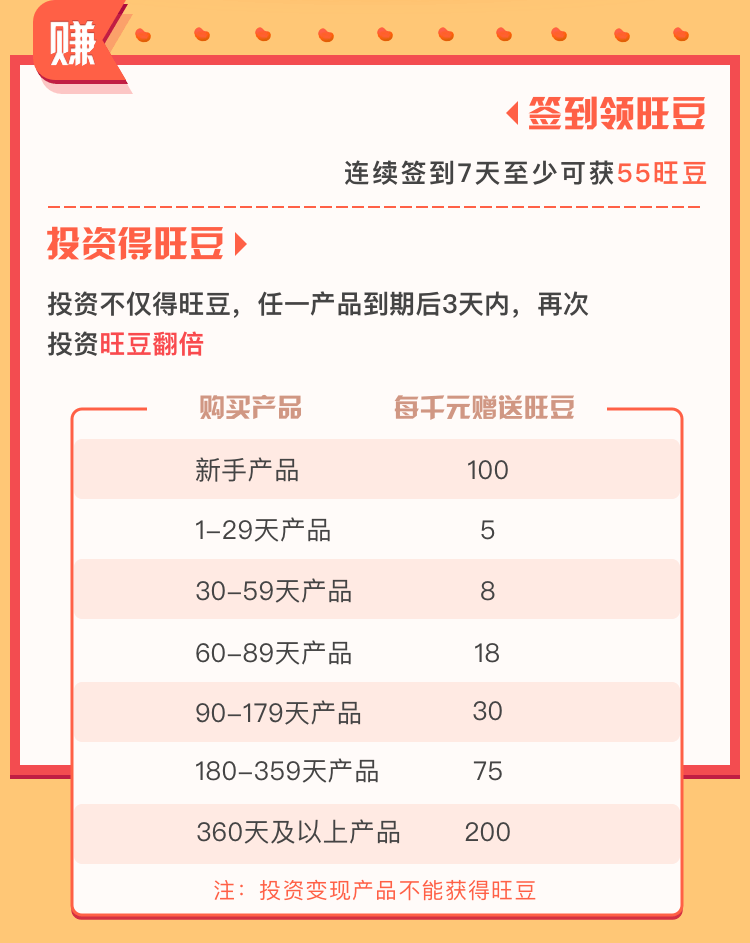 赚
签到领旺豆
连续签到7天至少可获55旺豆
投资得旺豆
投资不仅得旺豆，任一产品到期后3天内，再次
投资旺豆翻倍
购买产品 每千元赠送旺豆
新手产品 100
1-29天产品 5
30-59天产品 8
60-89天产品 18
90-179天产品 30
180-359天产品 75
360天及以上产品 200
注：投资变现产品不能获得旺豆